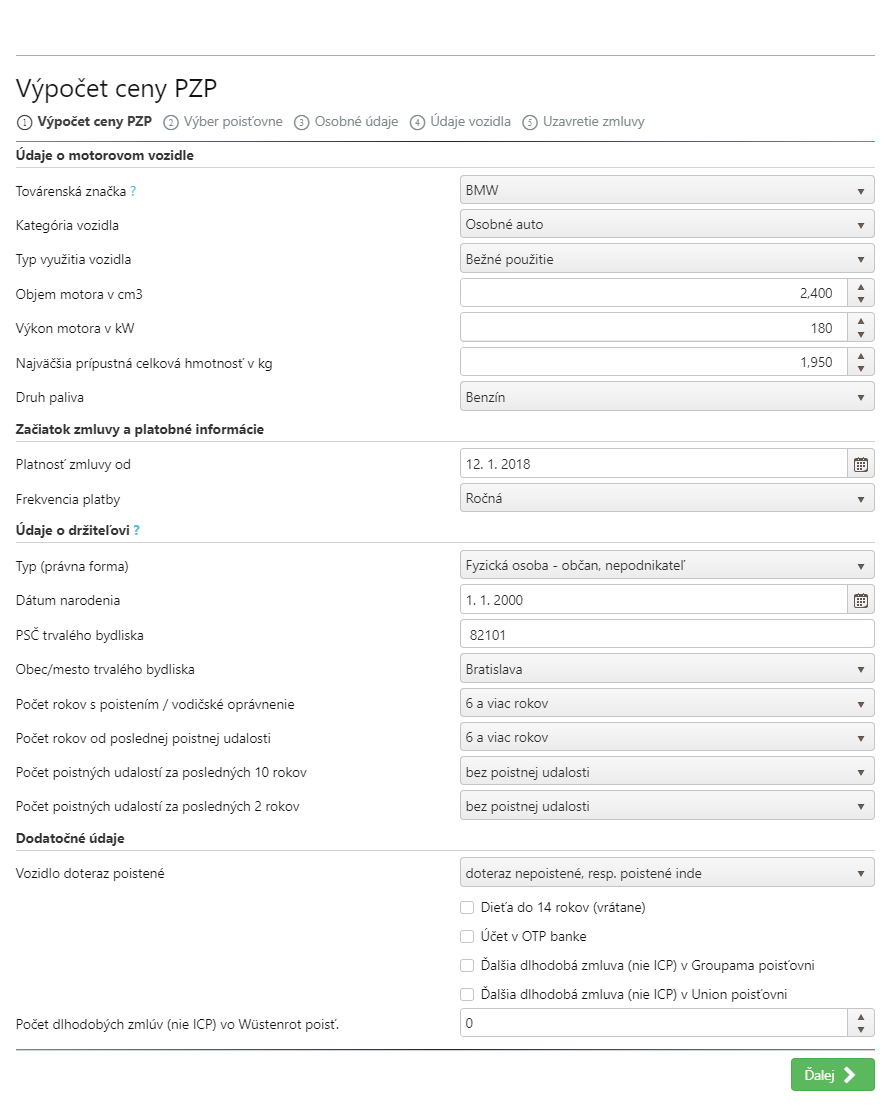 Výpočet ceny PZP
1 Výpočet ceny PZP 2 Výber poisťovne 3 Osobné údaje 4 Údaje vozidla 5 Uzavretie zmluvy
Údaje o motorovom vozidle
Továrenská značka ? BMW
Kategória vozidla Osobné auto
Typ využitia vozidla Bežné použitie
Objem motora v cm3 2,400
Výkon motora v kW 180
Najväčšia prípustná celková hmotnosť v kg 1,950
Druh paliva Benzín
Začiatok zmluvy a platobné informácie
Platnosť zmluvy od 12. 1. 2018
Frekvencia platby Ročná
Údaje o držiteľovi ?
Typ (právna forma) Fyzická osoba - občan, nepodnikateľ
Dátum narodenia 1. 1. 2000
PSČ trvalého bydliska 82101
Obec/mesto trvalého bydliska Bratislava
Počet rokov s poistením / vodičské oprávnenie 6 a viac rokov
Počet rokov od poslednej poistnej udalosti 6 a viac rokov
Počet poistných udalostí za posledných 10 rokov bez poistnej udalosti
Počet poistných udalostí za posledných 2 rokov bez poistnej udalosti
Dodatočné údaje
Vozidlo doteraz poistené doteraz nepoistené, resp. poistené inde
Dieťa do 14 rokov (vrátane)
Účet v OTP banke
Ďalšia dlhodobá zmluva (nie ICP) v Groupama poisťovni
Ďalšia dlhodobá zmluva (nie ICP) v Union poisťovni
Počet dlhodobých zmlúv (nie ICP) vo Wüstenrot poisť. 0
Ďalej